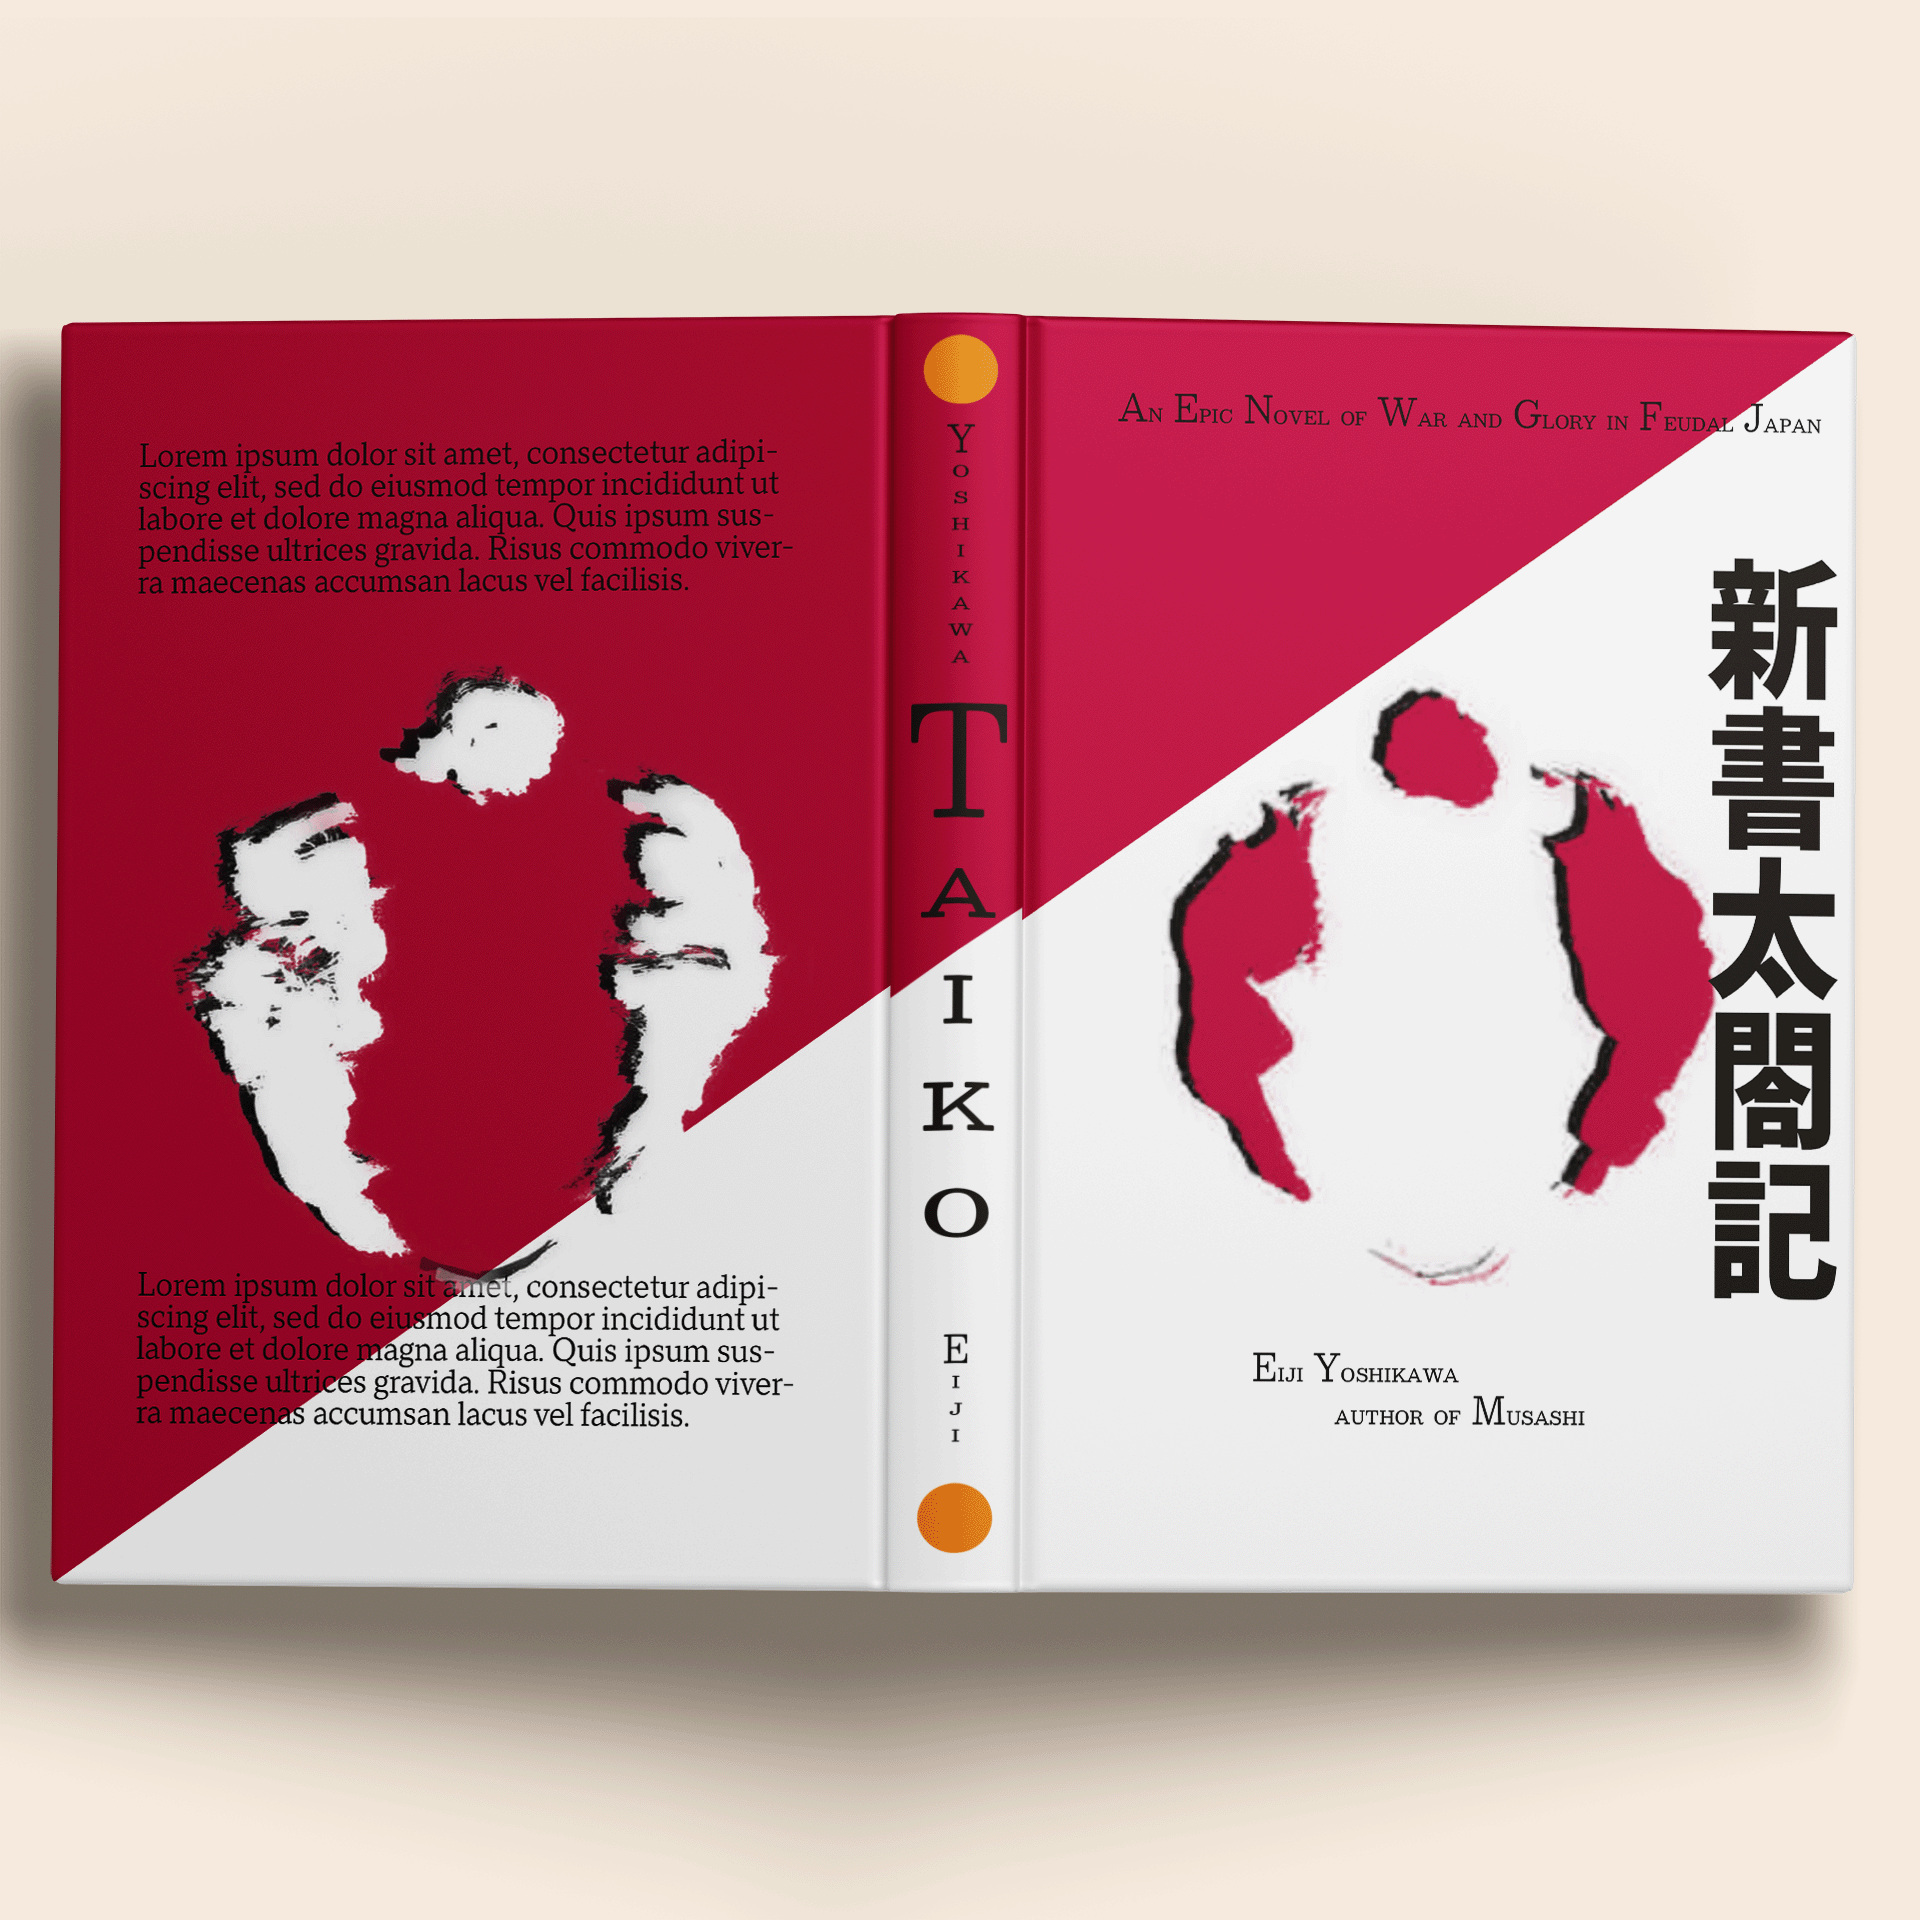 Lorem ipsum dolor sit amet, consectetur adipi-
scing elit, sed do eiusmod tempor incididunt ut
labore et dolore magna aliqua. Quis ipsum sus-
pendisse ultrices gravida. Risus commodo viver-
ra maecenas accumsan lacus vel facilisis.
Lorem ipsum dolor sit amet, consectetur adipi-
scing elit, sed do eiusmod tempor incididunt ut
labore et dolore magna aliqua. Quis ipsum sus-
pendisse ultrices gravida. Risus commodo viver-
ra maecenas accumsan lacus vel facilisis.
Yoshikawa
Taiko
Eiji
An Epic Novel of War and Glory in Feudal Japan
新書太閤記
Eiji Yoshikawa
author of Musashi